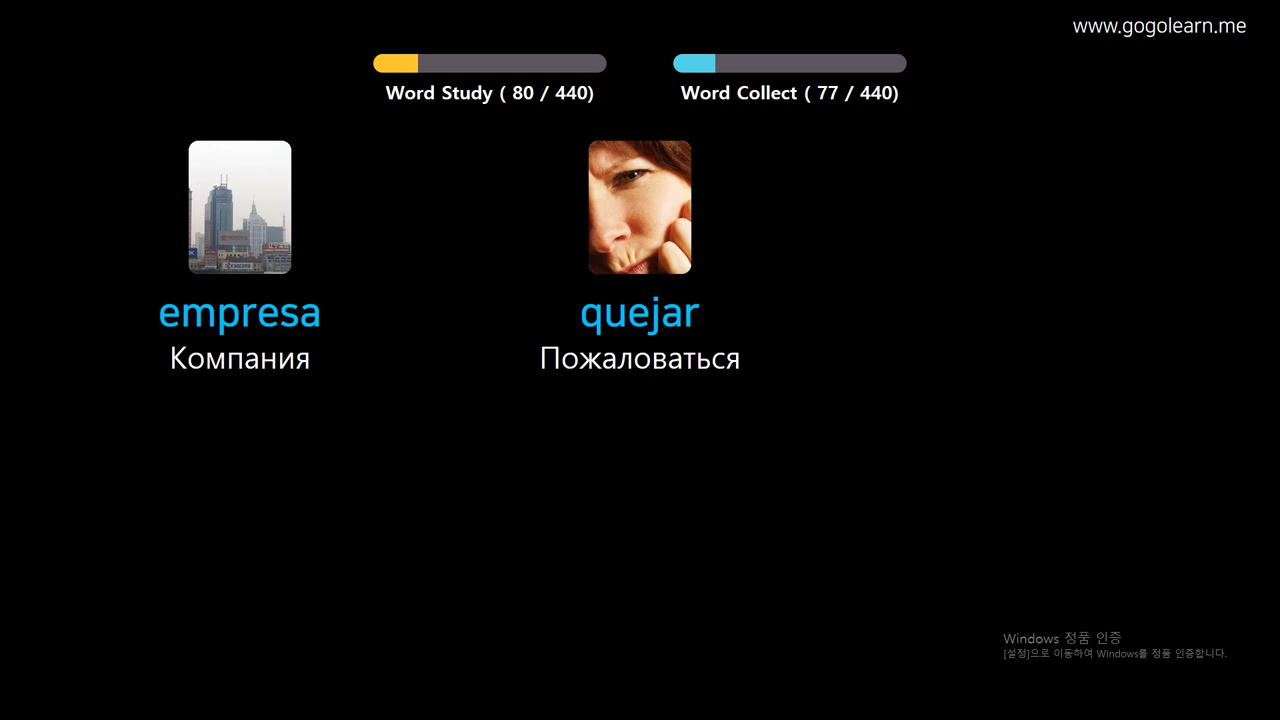 www.gogolearn.me
Word Study ( 80 / 440)
Word Collect ( 77 / 440)
empresa
quejar
Компания
Пожаловаться
Windows 정품 인증
[설정]으로 이동하여 Windows를 정품 인증합니다.